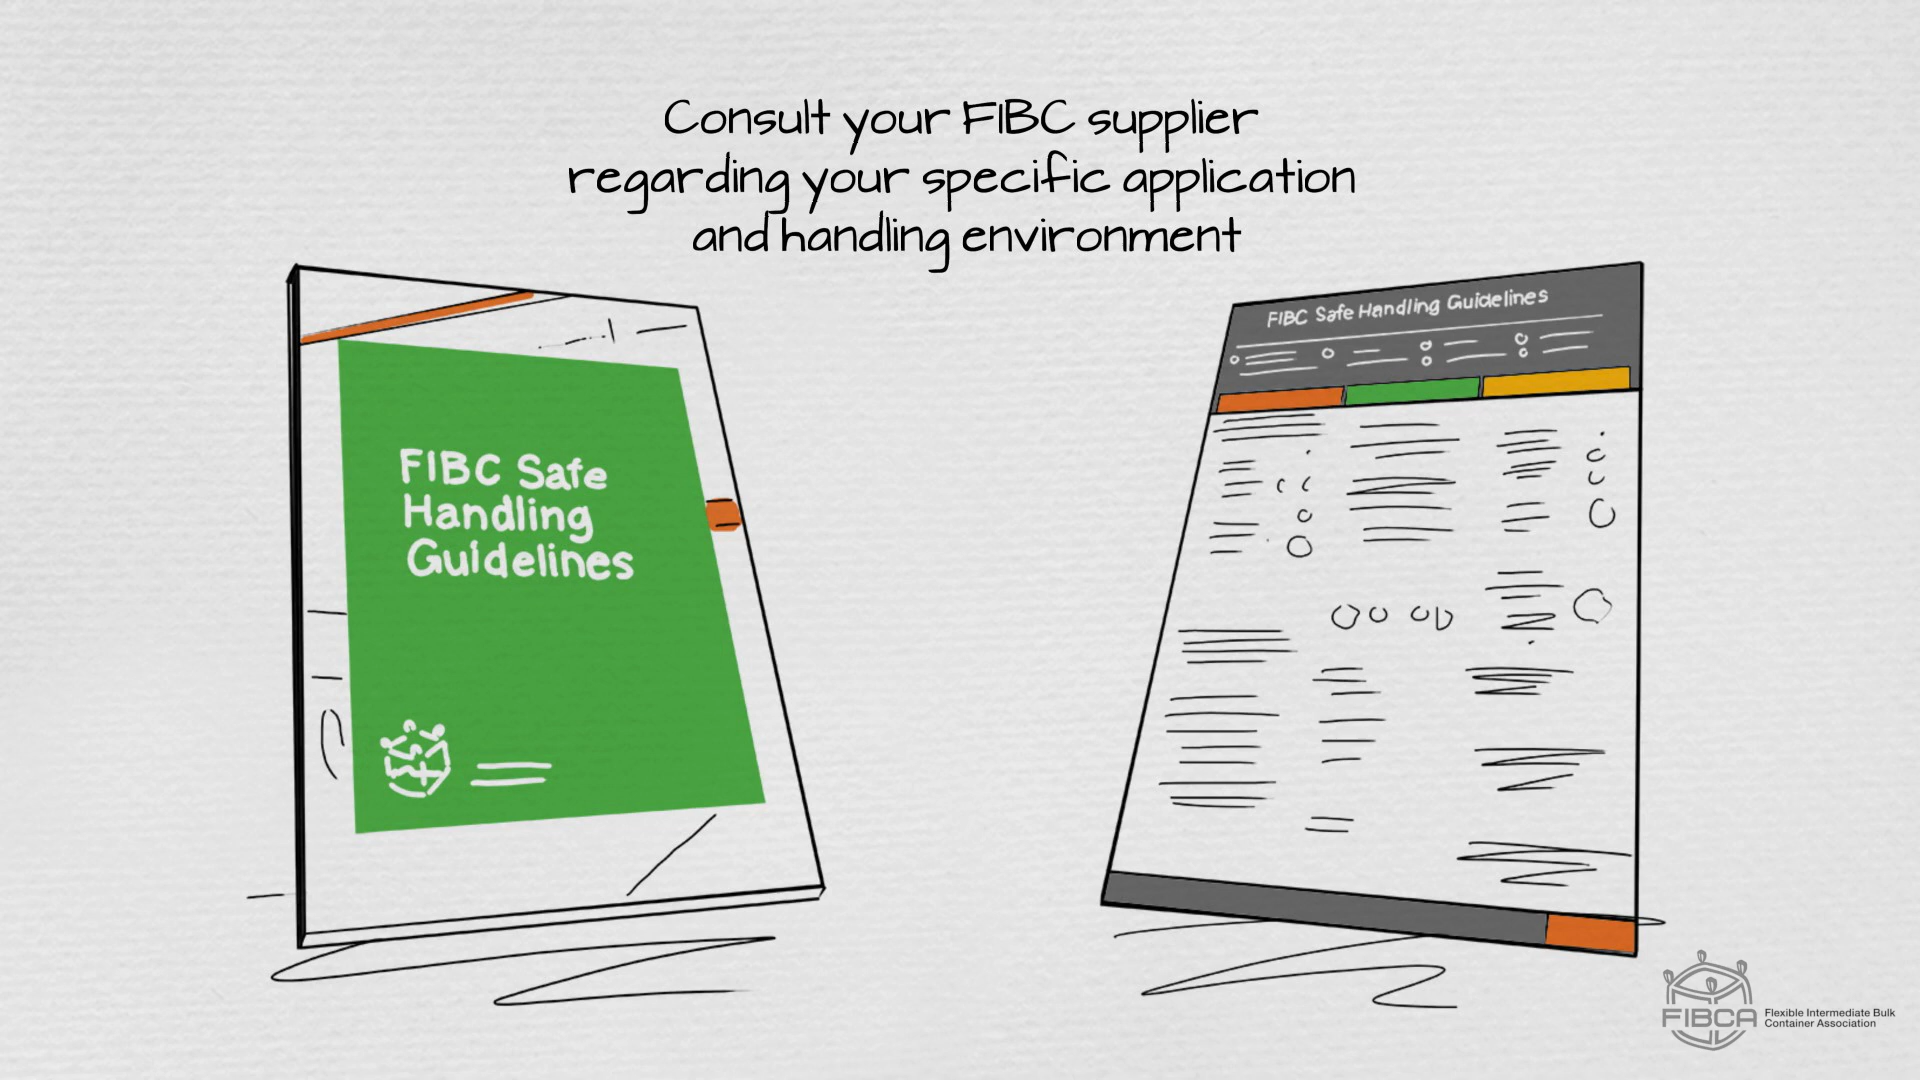 Consult your FIBC supplier
regarding your specific application
and handling environment
FIBC Safe
Handling
Guidelines
FIBC Safe Handling Guidelines
FIBCA
Flexible Intermediate Bulk
Container Association